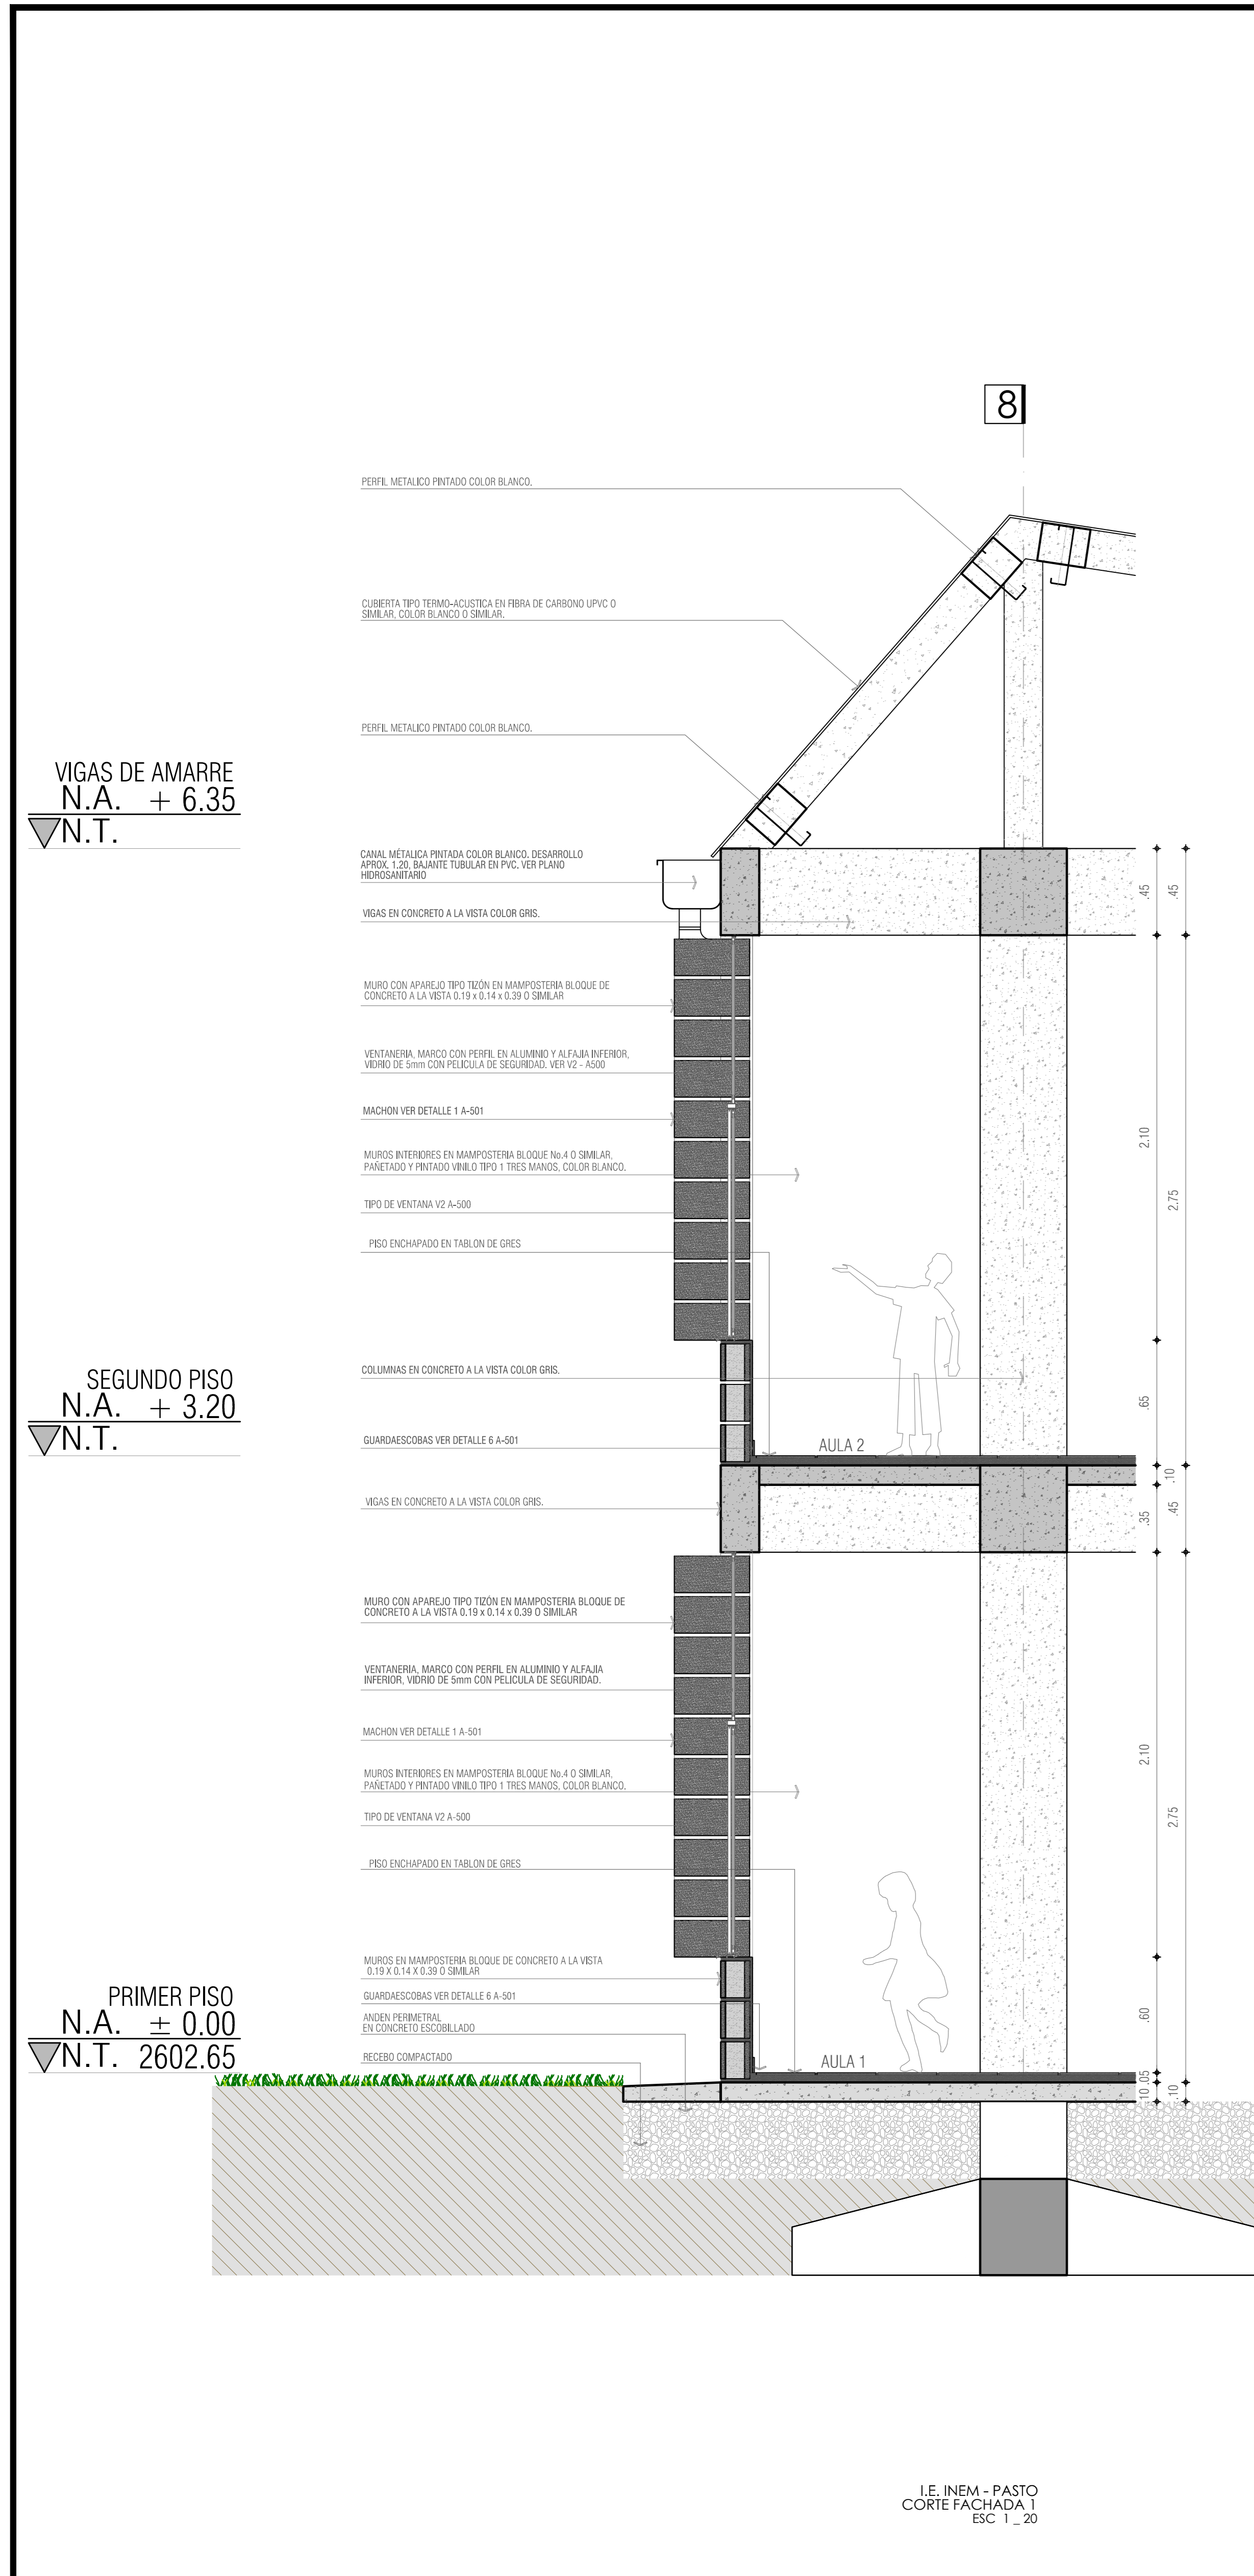 8
PERFIL METALICO PINTADO COLOR BLANCO.
CUBIERTA TIPO TERMO-ACUSTICA EN FIBRA DE CARBONO UPVC O
SIMILAR, COLOR BLANCO O SIMILAR.
PERFIL METALICO PINTADO COLOR BLANCO.
VIGAS DE AMARRE
N.A. + 6.35
N.T.
CANAL MÉTALICA PINTADA COLOR BLANCO. DESARROLLO
APROX. 1.20. BAJANTE TUBULAR EN PVC. VER PLANO
HIDROSANITARIO
VIGAS EN CONCRETO A LA VISTA COLOR GRIS.
.45
.45
MURO CON APAREJO TIPO TIZÓN EN MAMPOSTERIA BLOQUE DE
CONCRETO A LA VISTA 0.19 x 0.14 x 0.39 O SIMILAR
VENTANERIA, MARCO CON PERFIL EN ALUMINIO Y ALFAJIA INFERIOR,
VIDRIO DE 5mm CON PELICULA DE SEGURIDAD. VER V2 - A500
MACHON VER DETALLE 1 A-501
MUROS INTERIORES EN MAMPOSTERIA BLOQUE No.4 O SIMILAR,
PAÑETADO Y PINTADO VINILO TIPO 1 TRES MANOS, COLOR BLANCO.
TIPO DE VENTANA V2 A-500
PISO ENCHAPADO EN TABLON DE GRES
2.10
2.75
COLUMNAS EN CONCRETO A LA VISTA COLOR GRIS.
SEGUNDO PISO
N.A. + 3.20
N.T.
GUARDAESCOBAS VER DETALLE 6 A-501
AULA 2
.65
VIGAS EN CONCRETO A LA VISTA COLOR GRIS.
.10
.35
.45
MURO CON APAREJO TIPO TIZÓN EN MAMPOSTERIA BLOQUE DE
CONCRETO A LA VISTA 0.19 x 0.14 x 0.39 O SIMILAR
VENTANERIA, MARCO CON PERFIL EN ALUMINIO Y ALFAJIA
INFERIOR, VIDRIO DE 5mm CON PELICULA DE SEGURIDAD.
MACHON VER DETALLE 1 A-501
MUROS INTERIORES EN MAMPOSTERIA BLOQUE No.4 O SIMILAR,
PAÑETADO Y PINTADO VINILO TIPO 1 TRES MANOS, COLOR BLANCO.
TIPO DE VENTANA V2 A-500
PISO ENCHAPADO EN TABLON DE GRES
2.10
2.75
MUROS EN MAMPOSTERIA BLOQUE DE CONCRETO A LA VISTA
0.19 X 0.14 X 0.39 O SIMILAR
PRIMER PISO
N.A. ± 0.00
N.T. 2602.65
GUARDAESCOBAS VER DETALLE 6 A-501
ANDEN PERIMETRAL
EN CONCRETO ESCOBILLADO
RECEBO COMPACTADO
AULA 1
.60
.05
.10
.10
I.E. INEM - PASTO
CORTE FACHADA 1
ESC 1 _ 20